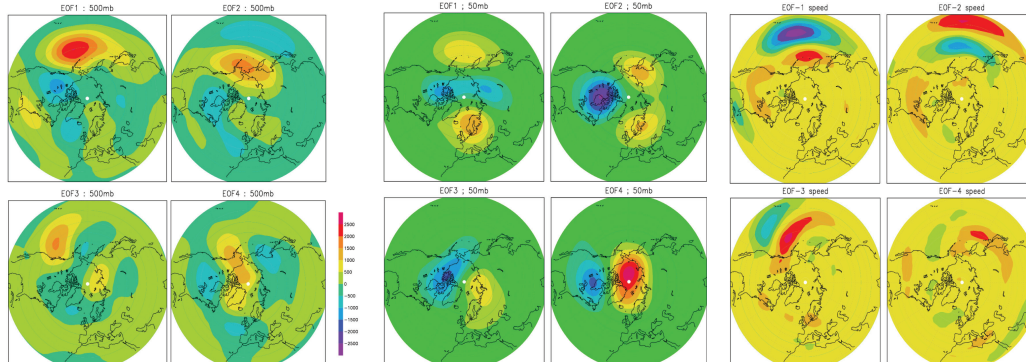 EOF1 : 500mb
EOF2 : 500mb
EOF1 ; 50mb
EOF2 ; 50mb
EOF-1 speed
EOF-2 speed
EOF3 : 500mb
EOF4 : 500mb
EOF3 ; 50mb
EOF4 ; 50mb
EOF-3 speed
EOF-4 speed
2500
2000
1500
1000
500
0
-500
-1000
-1500
-2000
-2500